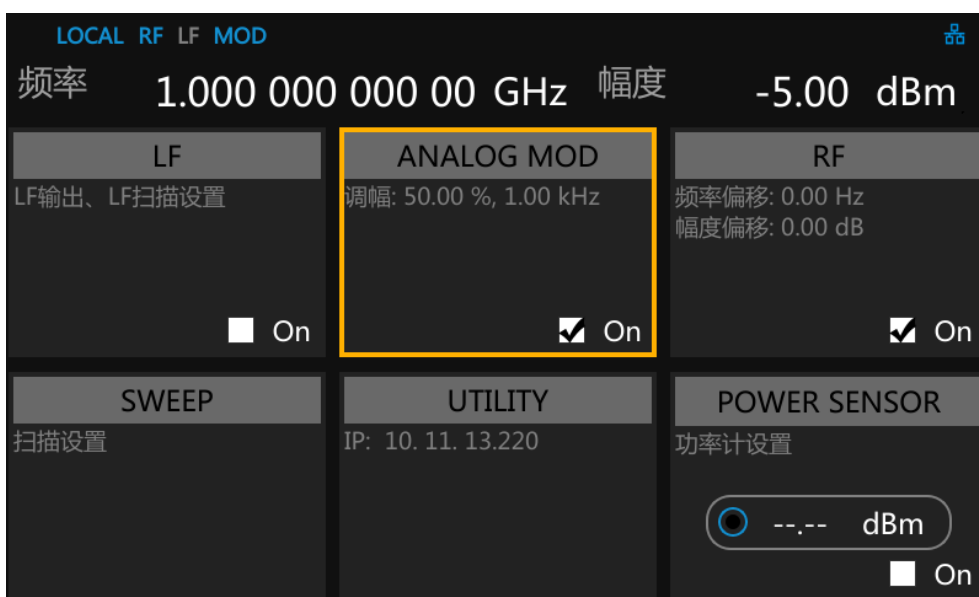 LOCAL RF LF MOD
频率 1.000 000 000 00 GHz 幅度 -5.00 dBm
LF
LF输出、LF扫描设置
On
ANALOG MOD
调幅: 50.00 %, 1.00 kHz
On
RF
频率偏移: 0.00 Hz
幅度偏移: 0.00 dB
On
SWEEP
扫描设置
UTILITY
IP: 10. 11. 13.220
POWER SENSOR
功率计设置
--.-- dBm
On